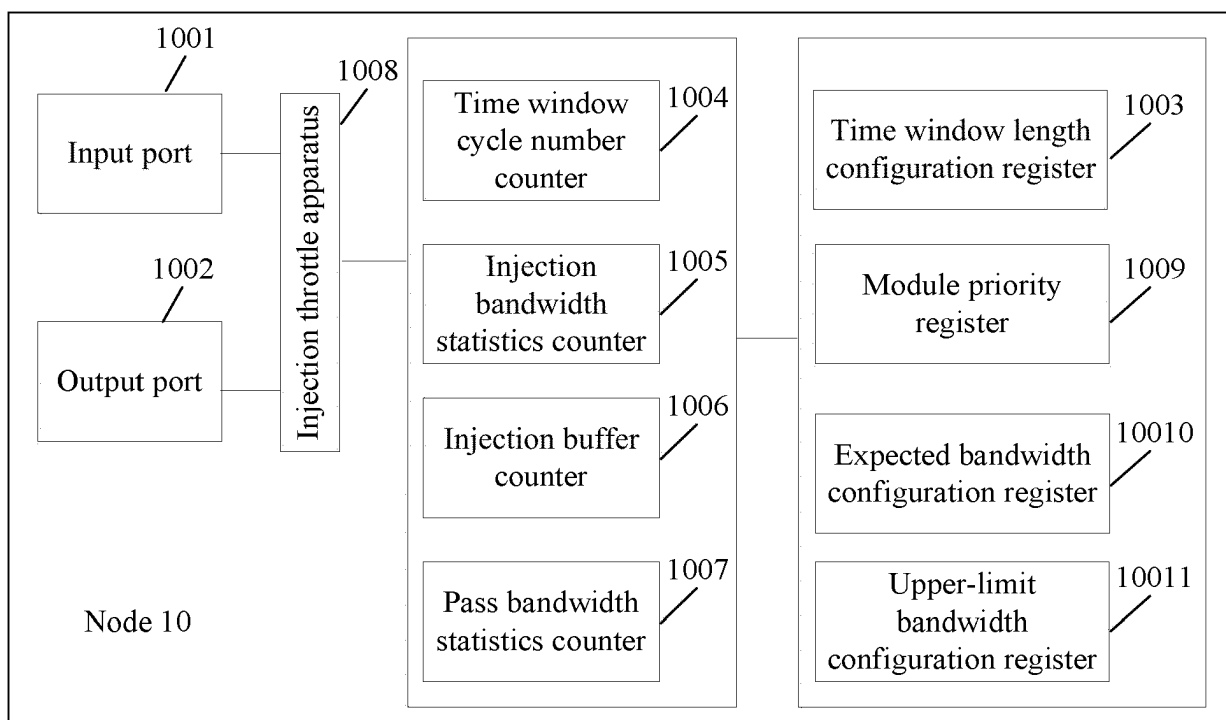 1001
Input port
1002
Output port
1008
Injection throttle apparatus
1004
Time window
cycle number
counter
1005
Injection
bandwidth
statistics counter
1006
Injection buffer
counter
1007
Pass bandwidth
statistics counter
1003
Time window length
configuration register
1009
Module priority
register
10010
Expected bandwidth
configuration register
10011
Upper-limit
bandwidth
configuration register
Node 10